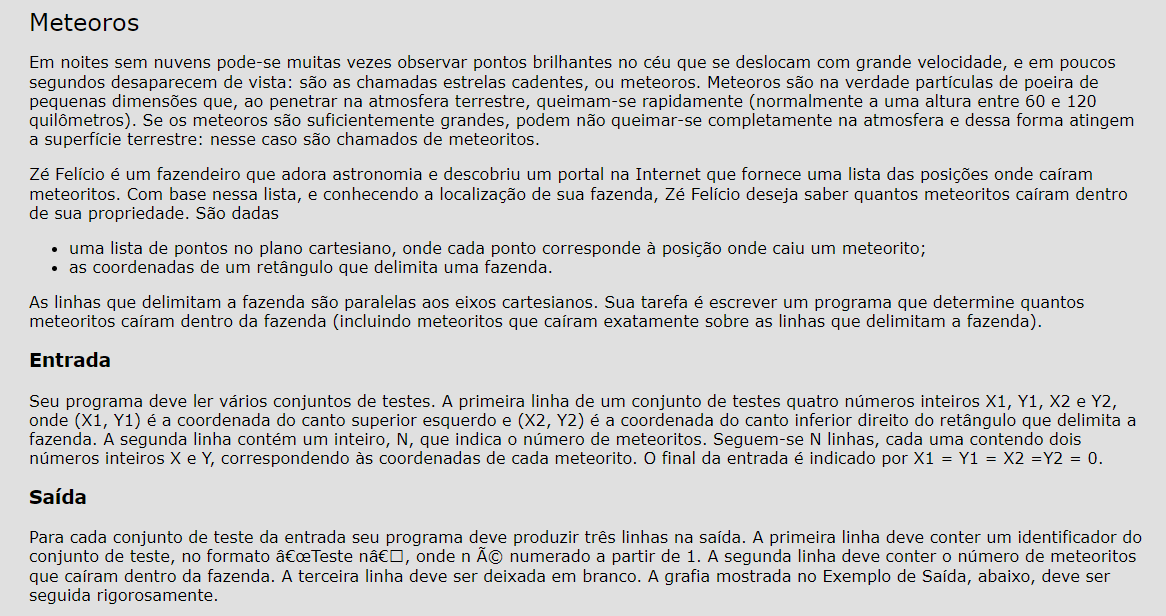 Meteoros
Em noites sem nuvens pode-se muitas vezes observar pontos brilhantes no céu que se deslocam com grande velocidade, e em poucos
segundos desaparecem de vista: são as chamadas estrelas cadentes, ou meteoros. Meteoros são na verdade partículas de poeira de
pequenas dimensões que, ao penetrar na atmosfera terrestre, queimam-se rapidamente (normalmente a uma altura entre 60 e 120
quilômetros). Se os meteoros são suficientemente grandes, podem não queimar-se completamente na atmosfera e dessa forma atingem
a superfície terrestre: nesse caso são chamados de meteoritos.
Zé Felício é um fazendeiro que adora astronomia e descobriu um portal na Internet que fornece uma lista das posições onde caíram
meteoritos. Com base nessa lista, e conhecendo a localização de sua fazenda, Zé Felício deseja saber quantos meteoritos caíram dentro
de sua propriedade. São dadas
• uma lista de pontos no plano cartesiano, onde cada ponto corresponde à posição onde caiu um meteorito;
• as coordenadas de um retângulo que delimita uma fazenda.
As linhas que delimitam a fazenda são paralelas aos eixos cartesianos. Sua tarefa é escrever um programa que determine quantos
meteoritos caíram dentro da fazenda (incluindo meteoritos que caíram exatamente sobre as linhas que delimitam a fazenda).
Entrada
Seu programa deve ler vários conjuntos de testes. A primeira linha de um conjunto de testes quatro números inteiros X1, Y1, X2 e Y2,
onde (X1, Y1) é a coordenada do canto superior esquerdo e (X2, Y2) é a coordenada do canto inferior direito do retângulo que delimita a
fazenda. A segunda linha contém um inteiro, N, que indica o número de meteoritos. Seguem-se N linhas, cada uma contendo dois
números inteiros X e Y, correspondendo às coordenadas de cada meteorito. O final da entrada é indicado por X1 = Y1 = X2 =Y2 = 0.
Saída
Para cada conjunto de teste da entrada seu programa deve produzir três linhas na saída. A primeira linha deve conter um identificador do
conjunto de teste, no formato â€œTeste nâ€□, onde n Ã© numerado a partir de 1. A segunda linha deve conter o número de meteoritos
que caíram dentro da fazenda. A terceira linha deve ser deixada em branco. A grafia mostrada no Exemplo de Saída, abaixo, deve ser
seguida rigorosamente.